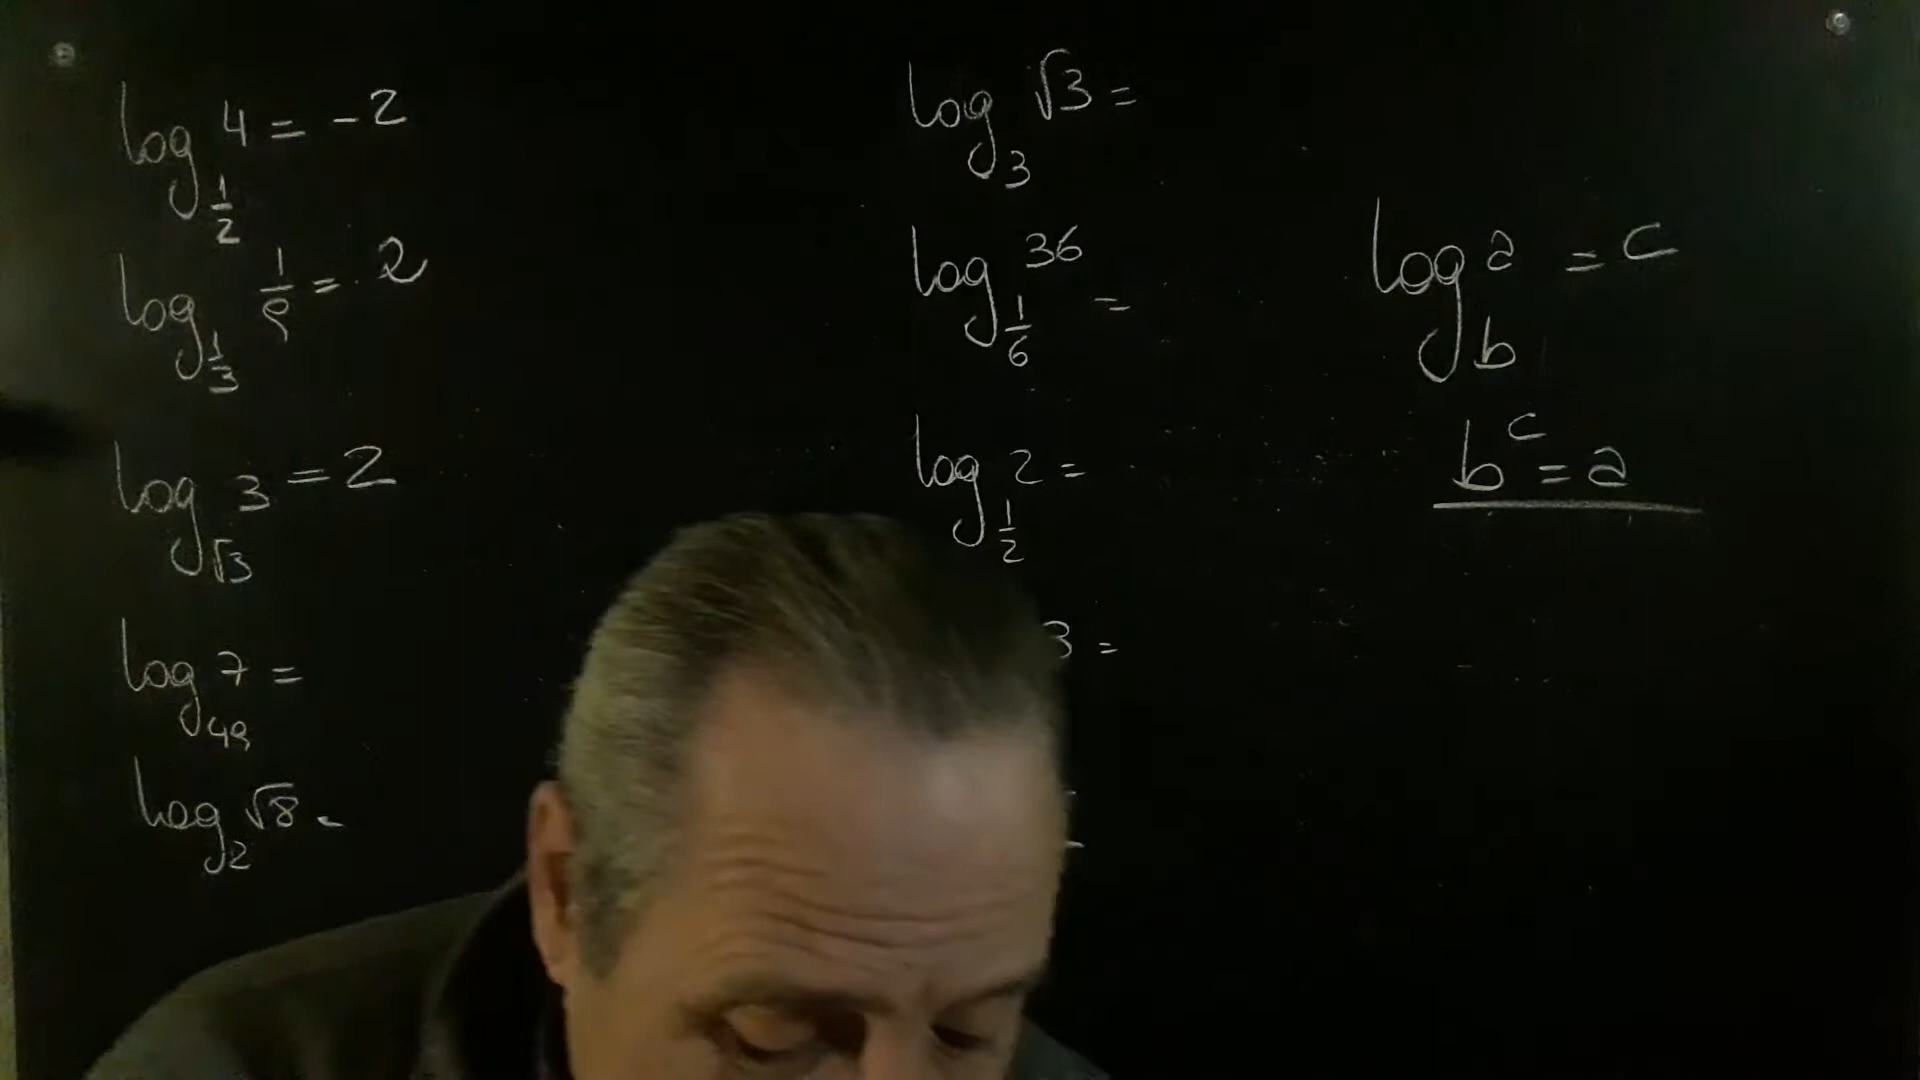 log_{1/2} 4 = -2
log_{1/3} 1/9 = 2
log_{√3} 3 = 2
log_{49} 7 =
log_2 √8 =
log_3 √3 =
log_{1/6} 36 =
log_{1/2} 2 =
3 =
log_b a = c
b^c = a